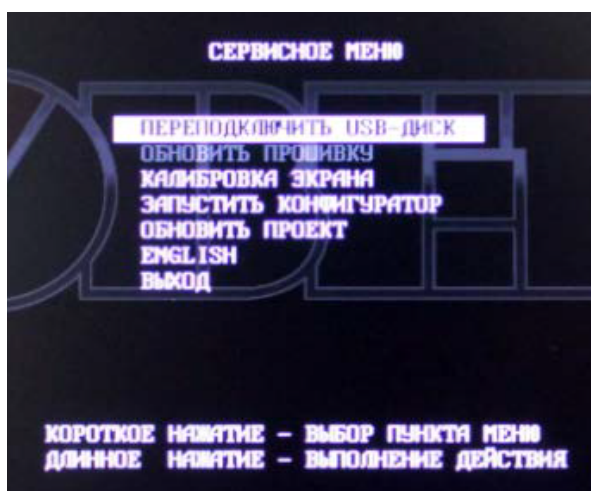 СЕРВИСНОЕ МЕНЮ
ПЕРЕПОДКЛЮЧИТЬ USB-ДИСК
ОБНОВИТЬ ПРОШИВКУ
КАЛИБРОВКА ЭКРАНА
ЗАПУСТИТЬ КОНФИГУРАТОР
ОБНОВИТЬ ПРОЕКТ
ENGLISH
ВЫХОД
КОРОТКОЕ НАЖАТИЕ - ВЫБОР ПУНКТА МЕНЮ
ДЛИННОЕ НАЖАТИЕ - ВЫПОЛНЕНИЕ ДЕЙСТВИЯ